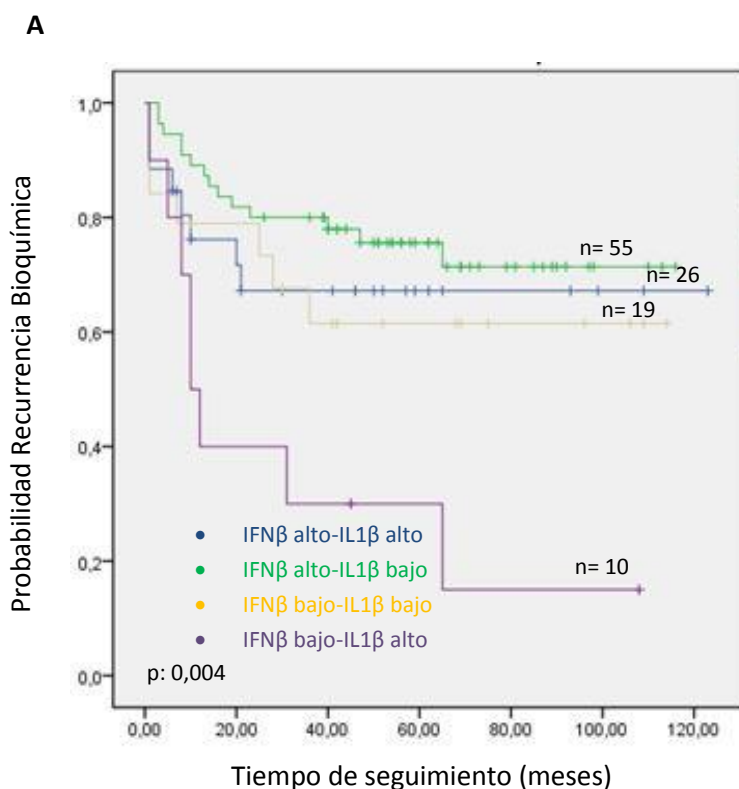 A
Probabilidad Recurrencia Bioquímica
1,0
0,8
0,6
0,4
0,2
0,0
n= 55
n= 26
n= 19
n= 10
IFNβ alto-IL1β alto
IFNβ alto-IL1β bajo
IFNβ bajo-IL1β bajo
IFNβ bajo-IL1β alto
p: 0,004
0,00 20,00 40,00 60,00 80,00 100,00 120,00
Tiempo de seguimiento (meses)